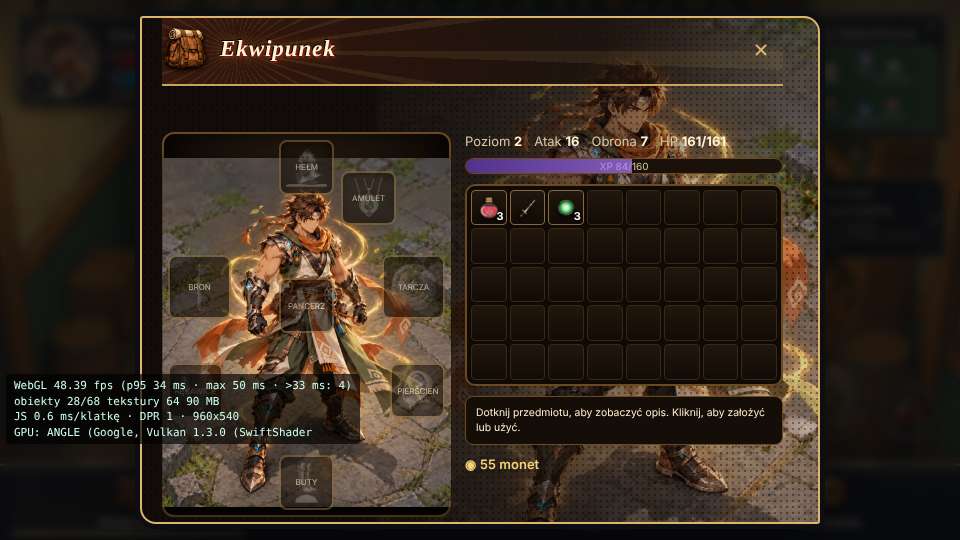 Ekwipunek
×
HEŁM
AMULET
BROŃ
PANCERZ
TARCZA
PIERŚCIEŃ
BUTY
Poziom 2 Atak 16 Obrona 7 HP 161/161
XP 84/160
3
3
Dotknij przedmiotu, aby zobaczyć opis. Kliknij, aby założyć
lub użyć.
55 monet
WebGL 48.39 fps (p95 34 ms · max 50 ms · >33 ms: 4)
obiekty 28/68 tekstury 64 90 MB
JS 0.6 ms/klatkę · DPR 1 · 960x540
GPU: ANGLE (Google, Vulkan 1.3.0 (SwiftShader